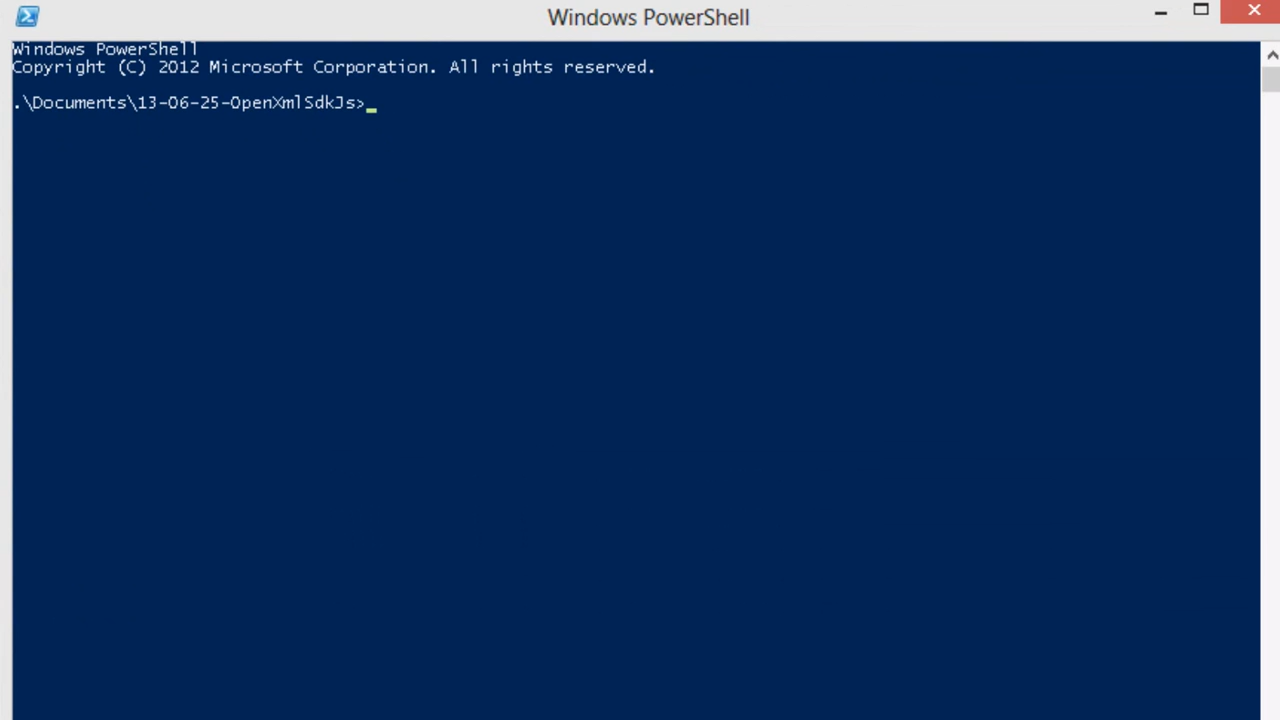 Windows PowerShell
Windows PowerShell
Copyright (C) 2012 Microsoft Corporation. All rights reserved.
.\Documents\13-06-25-OpenXmlSdkJs>_